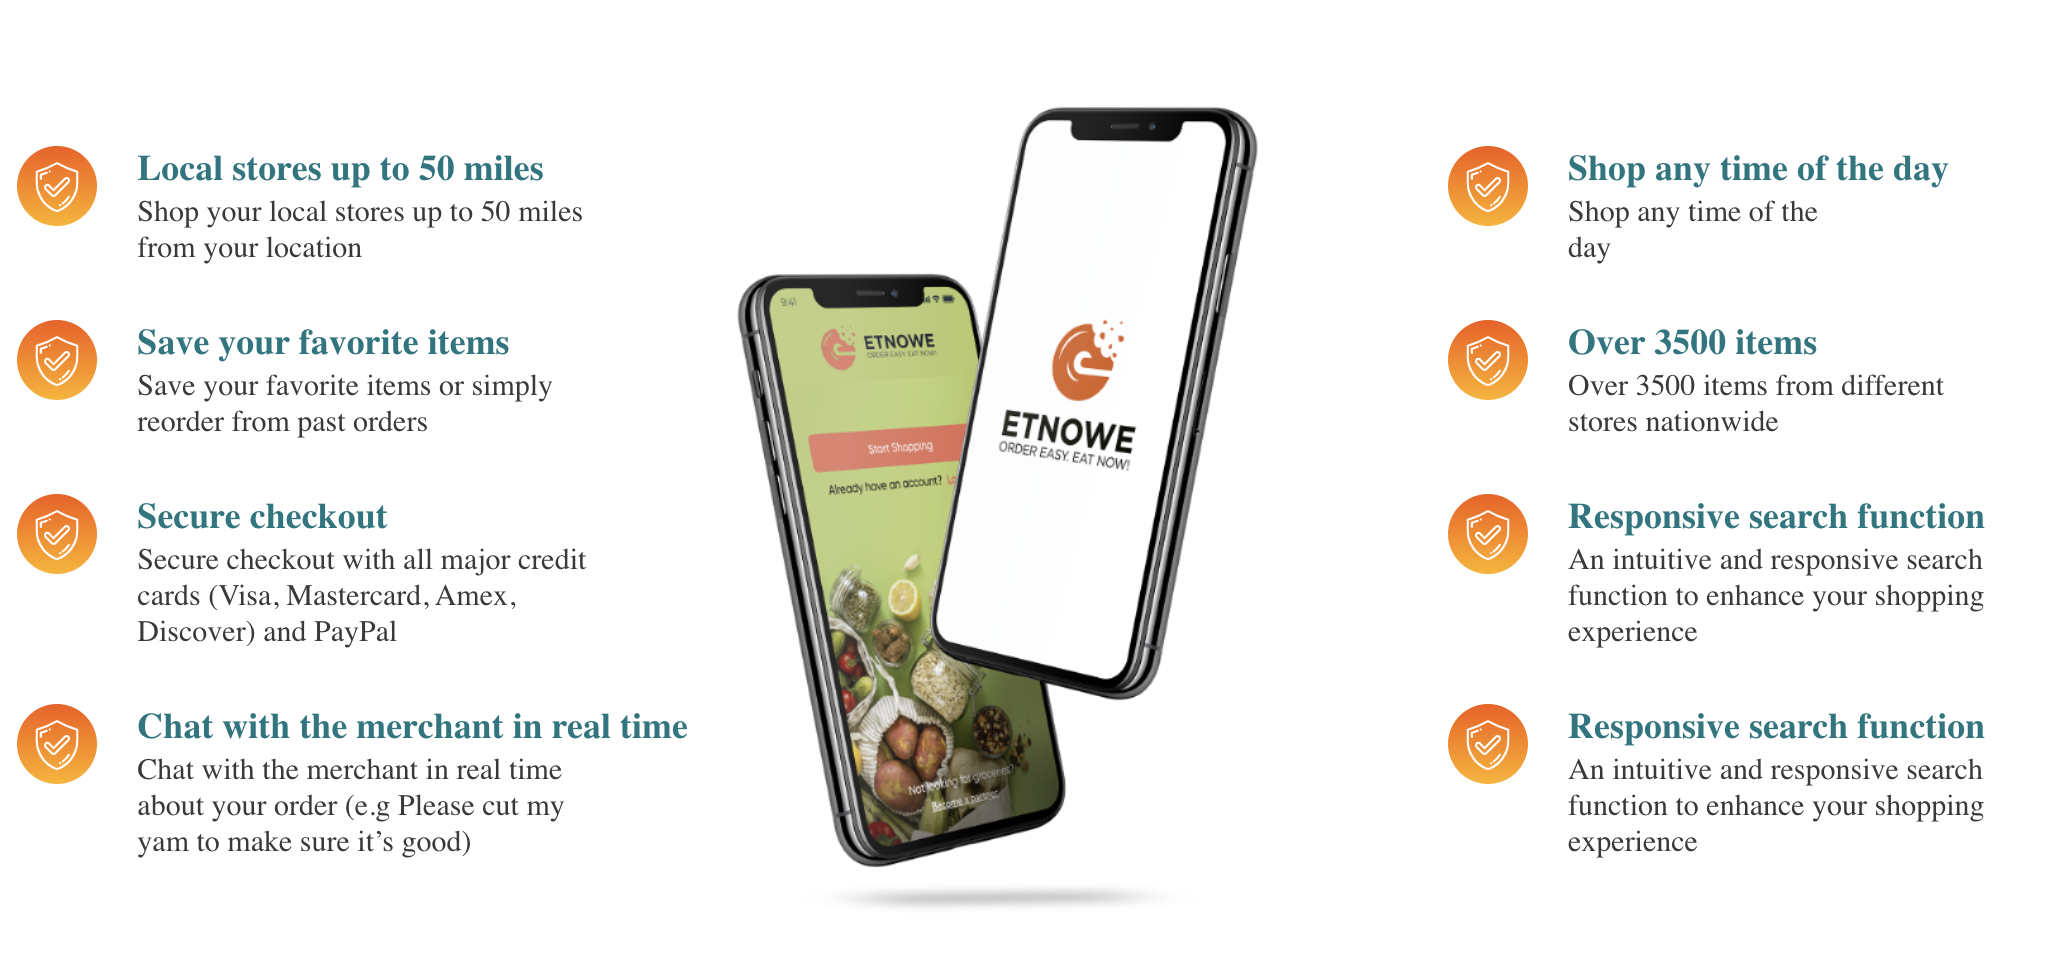 Local stores up to 50 miles
Shop your local stores up to 50 miles
from your location
Save your favorite items
Save your favorite items or simply
reorder from past orders
Secure checkout
Secure checkout with all major credit
cards (Visa, Mastercard, Amex,
Discover) and PayPal
Chat with the merchant in real time
Chat with the merchant in real time
about your order (e.g Please cut my
yam to make sure it’s good)
9:41
ETNOWE
ORDER EASY. EAT NOW!
Start Shopping
Already have an account?
Not looking for groceries?
Become a partner
ETNOWE
ORDER EASY. EAT NOW!
Shop any time of the day
Shop any time of the
day
Over 3500 items
Over 3500 items from different
stores nationwide
Responsive search function
An intuitive and responsive search
function to enhance your shopping
experience
Responsive search function
An intuitive and responsive search
function to enhance your shopping
experience